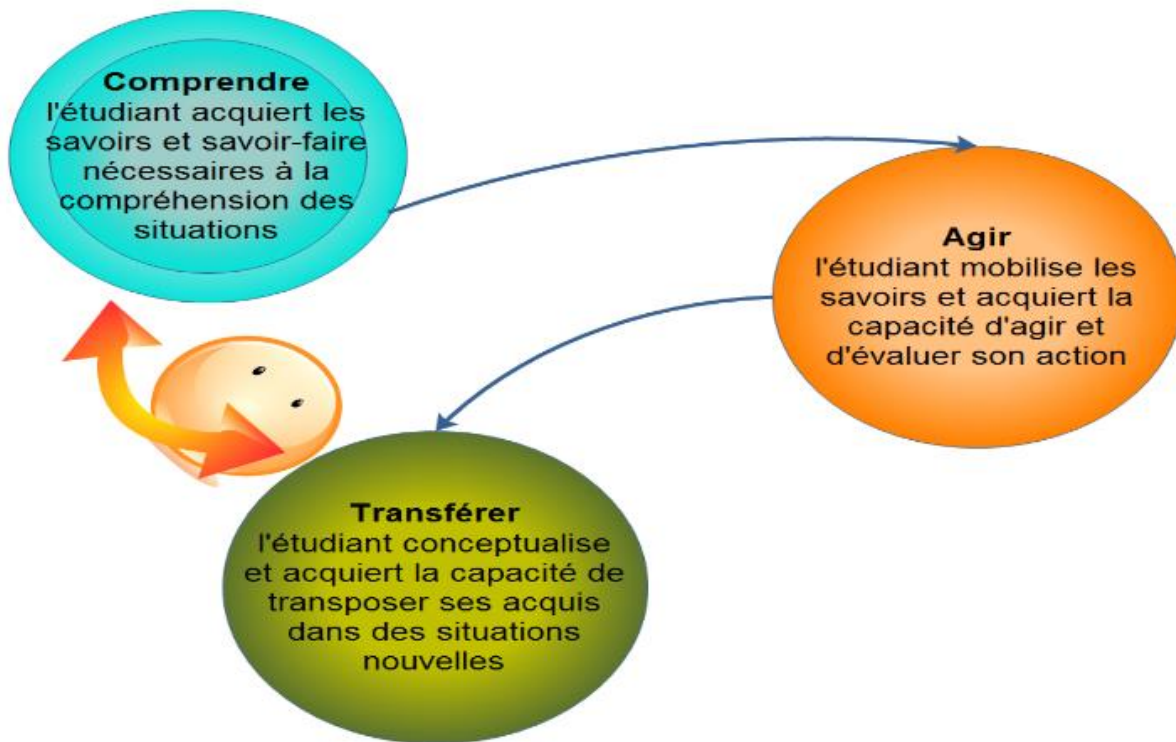 Comprendre
l'étudiant acquiert les
savoirs et savoir-faire
nécessaires à la
compréhension des
situations
Agir
l'étudiant mobilise les
savoirs et acquiert la
capacité d'agir et
d'évaluer son action
Transférer
l'étudiant conceptualise
et acquiert la capacité de
transposer ses acquis
dans des situations
nouvelles